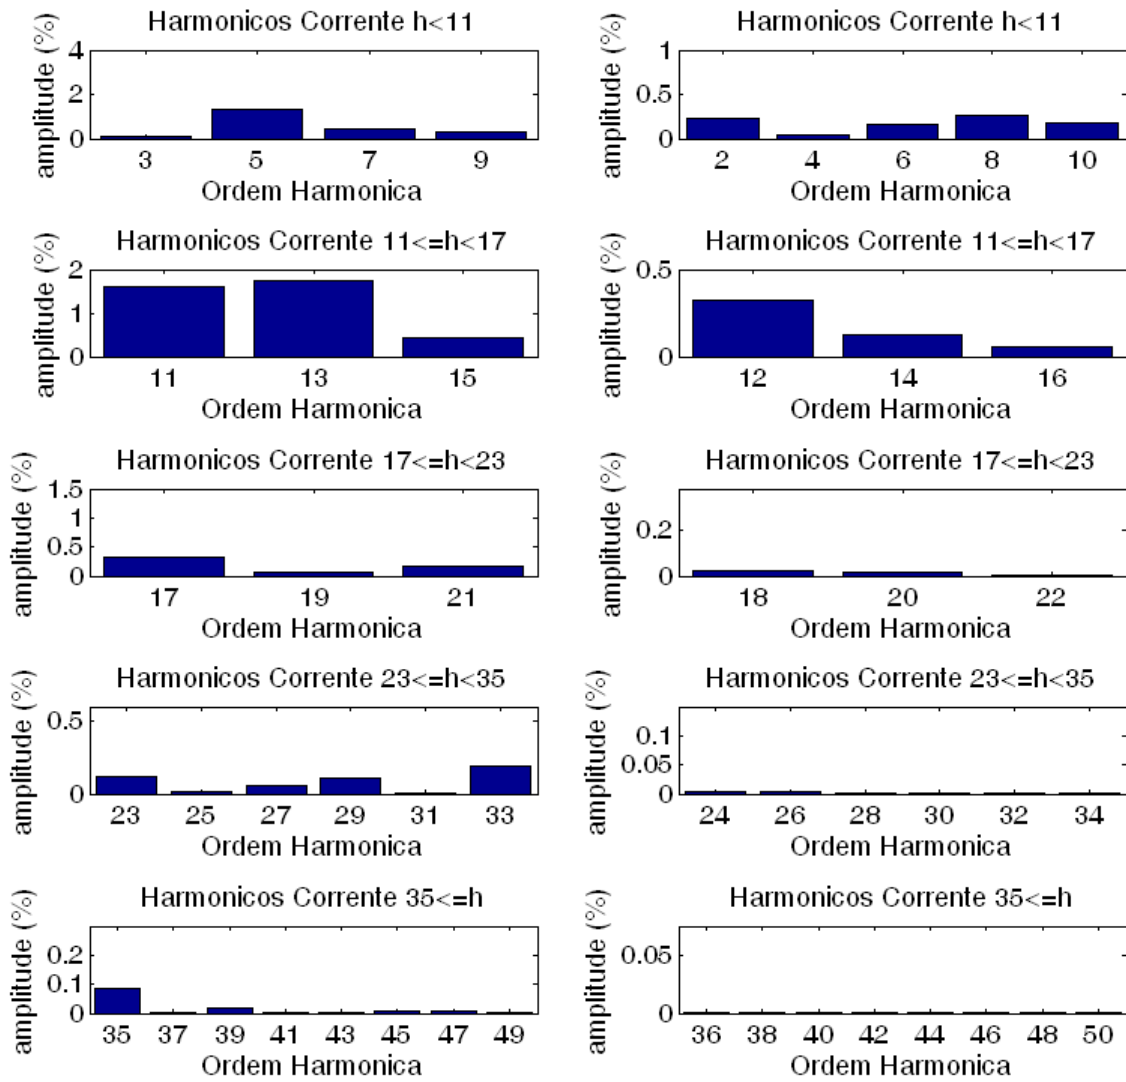 Harmonicos Corrente h<11
amplitude (%)
4
2
0
3 5 7 9
Ordem Harmonica
Harmonicos Corrente h<11
amplitude (%)
1
0.5
0
2 4 6 8 10
Ordem Harmonica
Harmonicos Corrente 11<=h<17
amplitude (%)
2
1
0
11 13 15
Ordem Harmonica
Harmonicos Corrente 11<=h<17
amplitude (%)
0.5
0
12 14 16
Ordem Harmonica
Harmonicos Corrente 17<=h<23
amplitude (%)
1.5
1
0.5
0
17 19 21
Ordem Harmonica
Harmonicos Corrente 17<=h<23
amplitude (%)
0.2
0
18 20 22
Ordem Harmonica
Harmonicos Corrente 23<=h<35
amplitude (%)
0.5
0
23 25 27 29 31 33
Ordem Harmonica
Harmonicos Corrente 23<=h<35
amplitude (%)
0.1
0.05
0
24 26 28 30 32 34
Ordem Harmonica
Harmonicos Corrente 35<=h
amplitude (%)
0.2
0.1
0
35 37 39 41 43 45 47 49
Ordem Harmonica
Harmonicos Corrente 35<=h
amplitude (%)
0.05
0
36 38 40 42 44 46 48 50
Ordem Harmonica